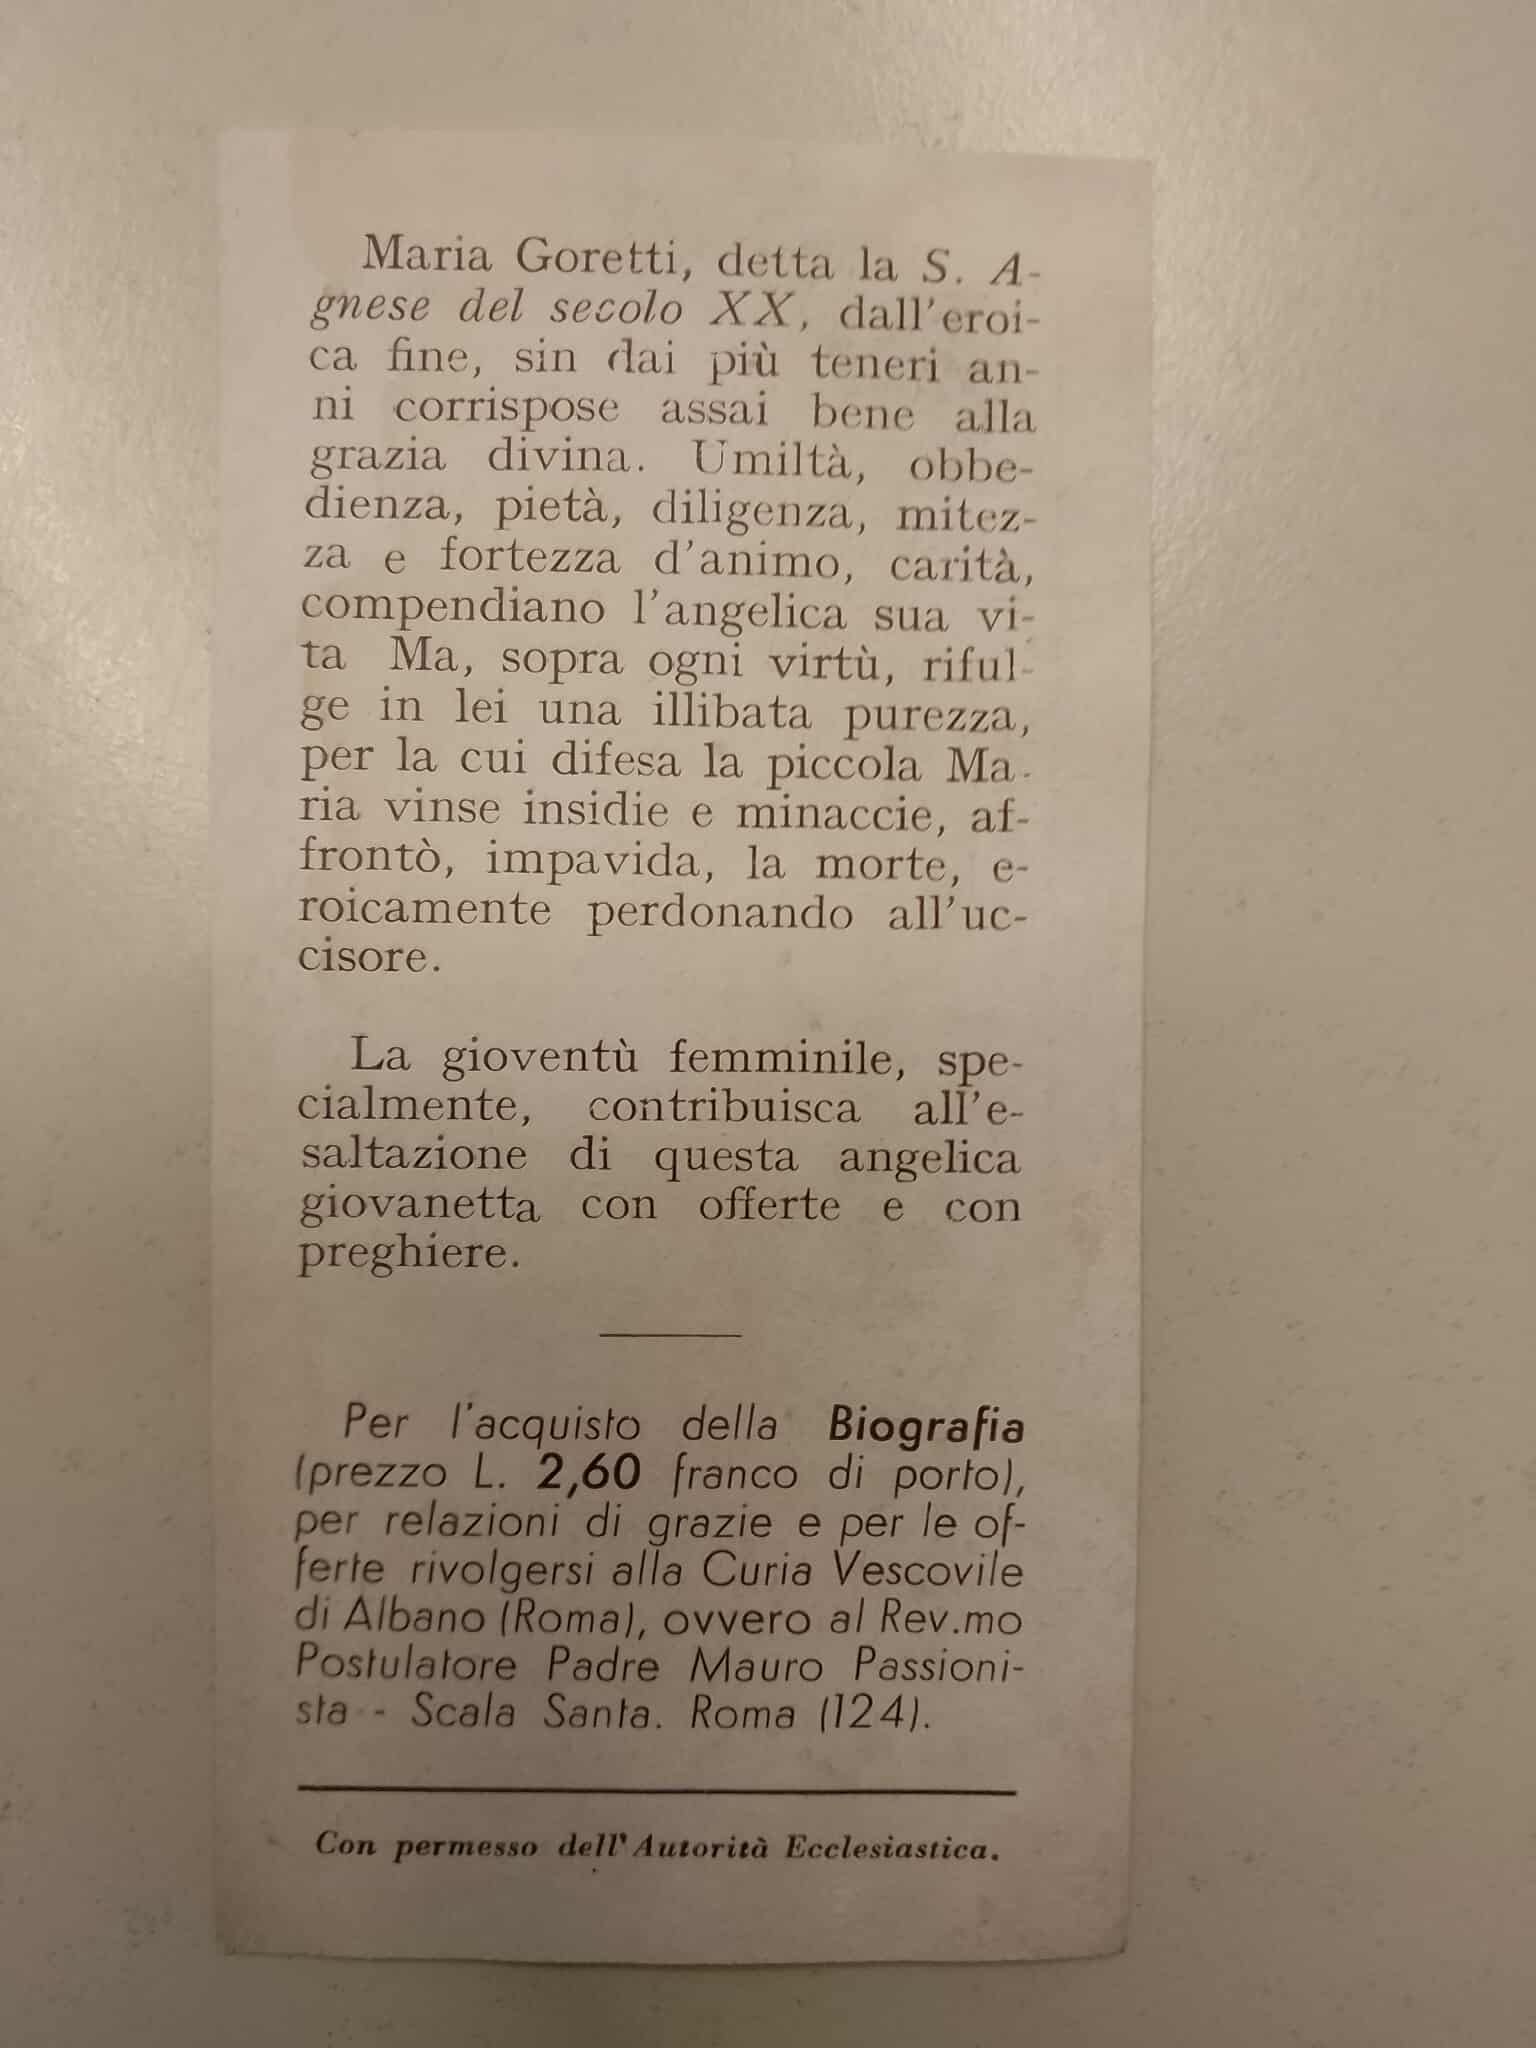 Maria Goretti, detta la S. A-
gnese del secolo XX, dall'eroi-
ca fine, sin dai più teneri an-
ni corrispose assai bene alla
grazia divina. Umiltà, obbe-
dienza, pietà, diligenza, mitez-
za e fortezza d'animo, carità,
compendiano l'angelica sua vi-
ta Ma, sopra ogni virtù, riful-
ge in lei una illibata purezza,
per la cui difesa la piccola Ma-
ria vinse insidie e minaccie, af-
frontò, impavida, la morte, e-
roicamente perdonando all'uc-
cisore.
La gioventù femminile, spe-
cialmente, contribuisca all'e-
saltazione di questa angelica
giovanetta con offerte e con
preghiere.
Per l'acquisto della Biografia
(prezzo L. 2,60 franco di porto),
per relazioni di grazie e per le of-
ferte rivolgersi alla Curia Vescovile
di Albano (Roma), ovvero al Rev.mo
Postulatore Padre Mauro Passioni-
sta - Scala Santa. Roma (124).
Con permesso dell'Autorità Ecclesiastica.